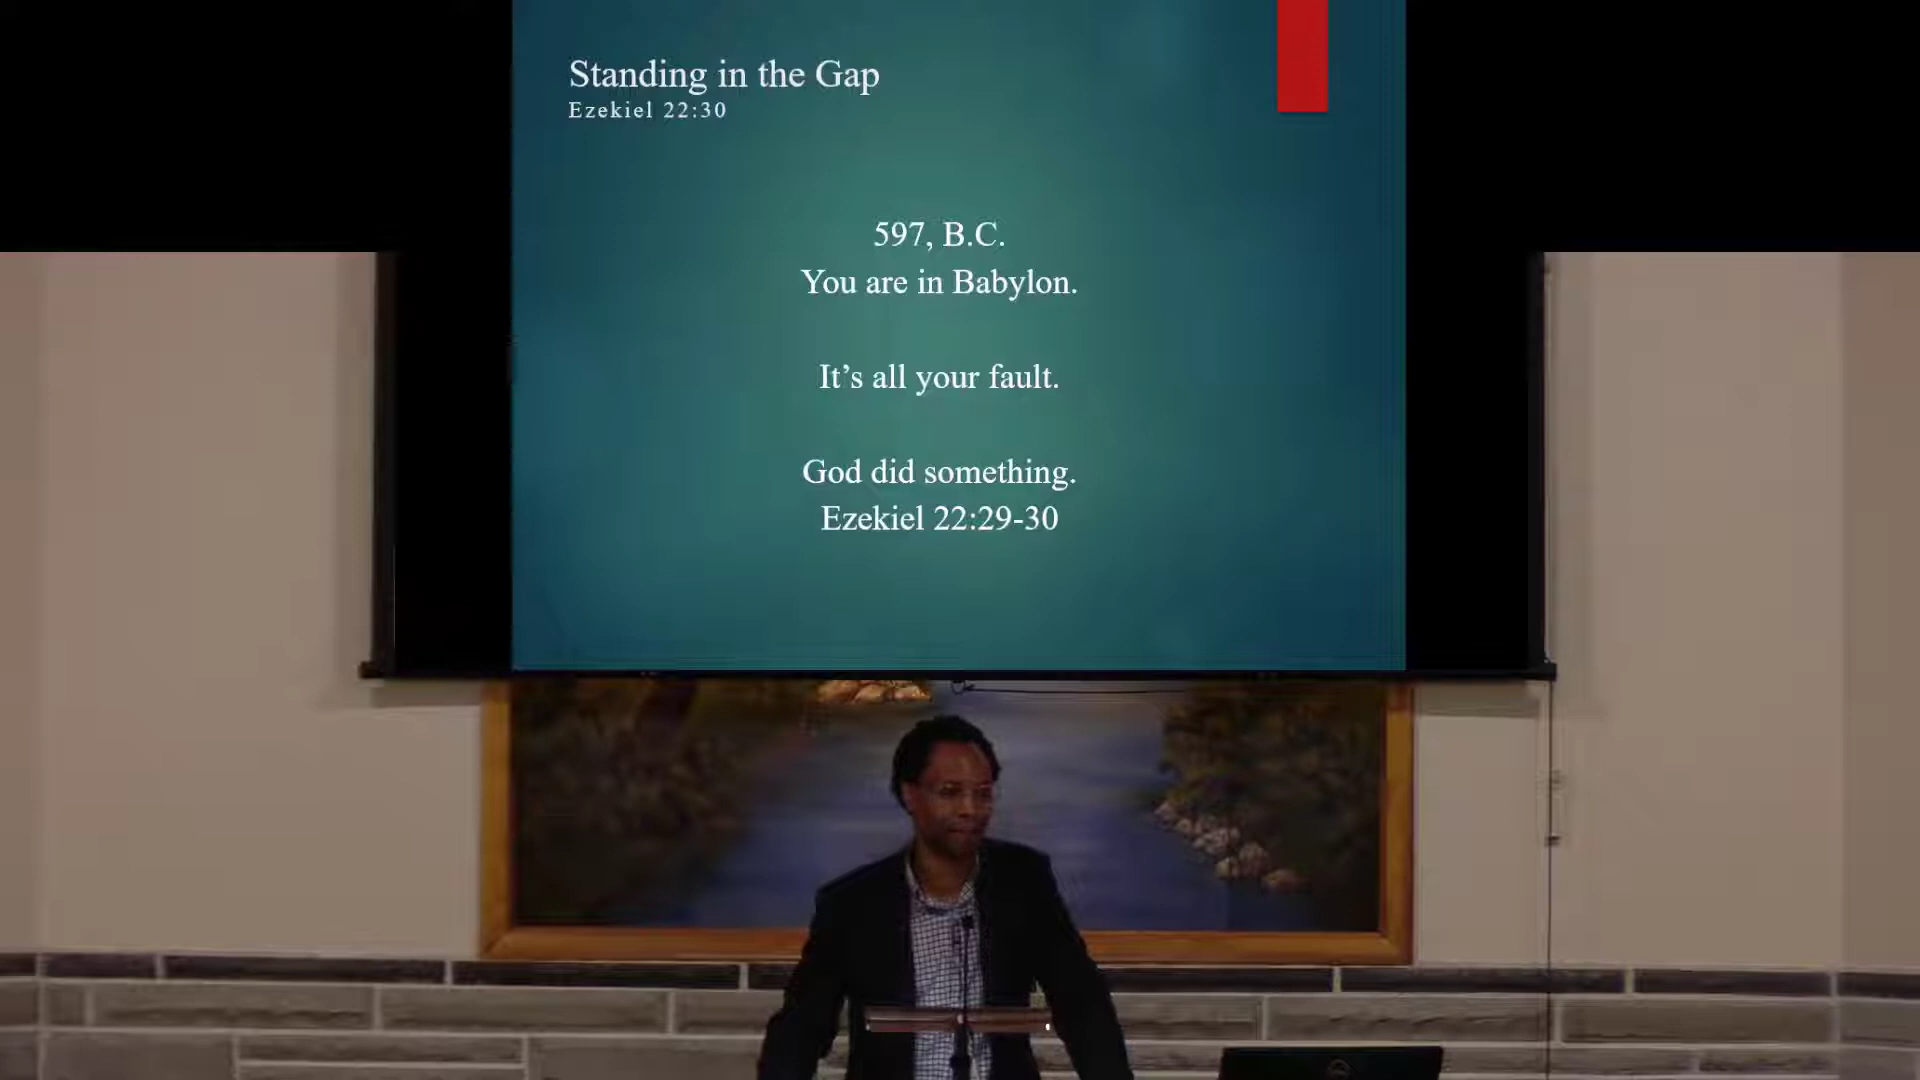 Standing in the Gap
Ezekiel 22:30
597, B.C.
You are in Babylon.
It’s all your fault.
God did something.
Ezekiel 22:29-30